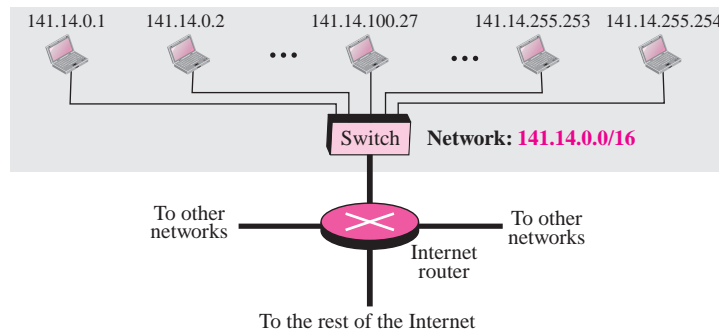 141.14.0.1 141.14.0.2 141.14.100.27 141.14.255.253 141.14.255.254
Switch Network: 141.14.0.0/16
To other
networks
To other
networks
Internet
router
To the rest of the Internet